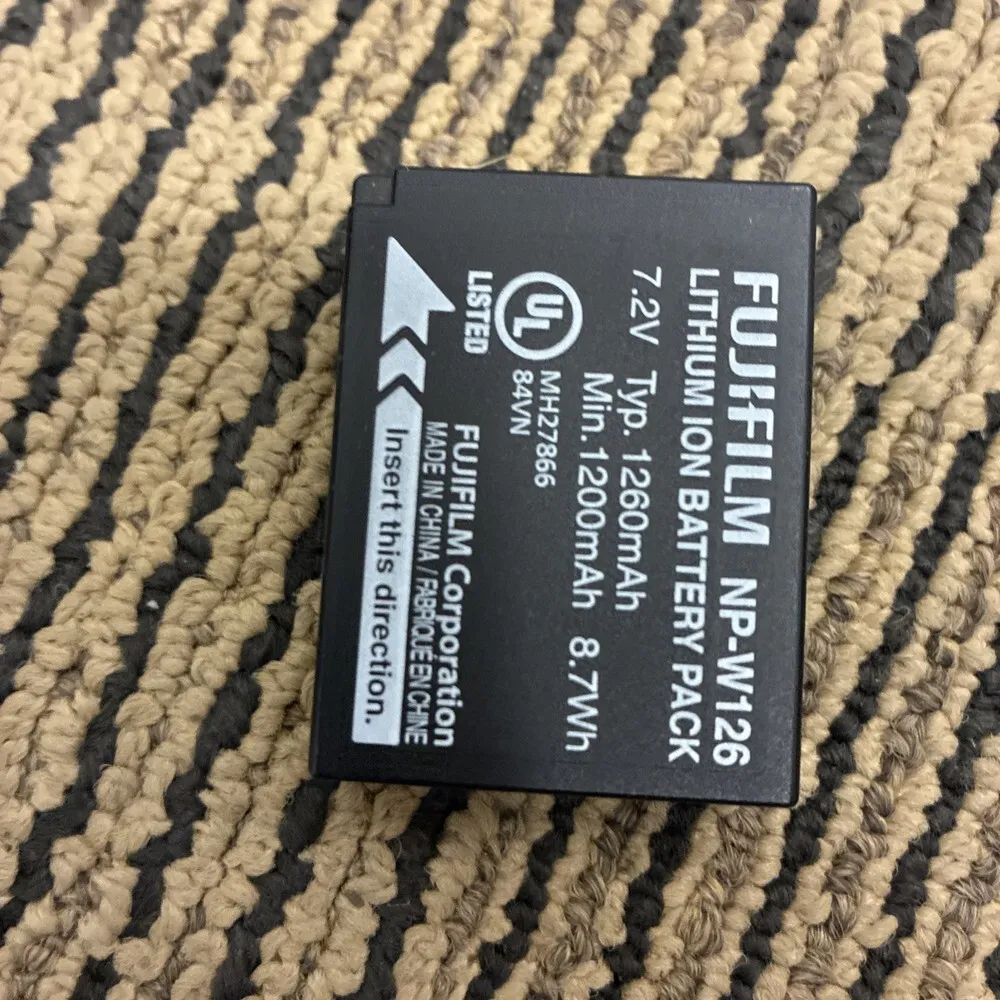 FUJIFILM NP-W126
LITHIUM ION BATTERY PACK
7.2V Typ. 1260mAh
Min. 1200mAh 8.7Wh
UL
LISTED
MH27866
84VN
FUJIFILM Corporation
MADE IN CHINA / FABRIQUE EN CHINE
Insert this direction.